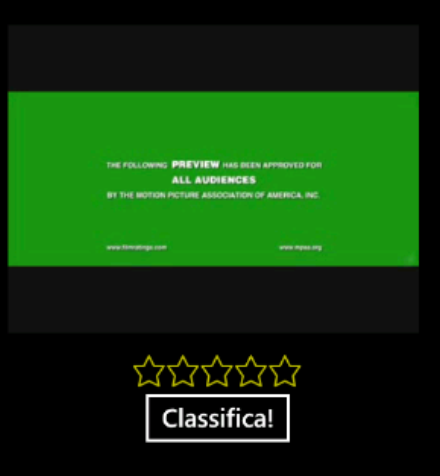 THE FOLLOWING PREVIEW HAS BEEN APPROVED FOR
ALL AUDIENCES
BY THE MOTION PICTURE ASSOCIATION OF AMERICA, INC.
www.filmratings.com www.mpaa.org
Classifica!